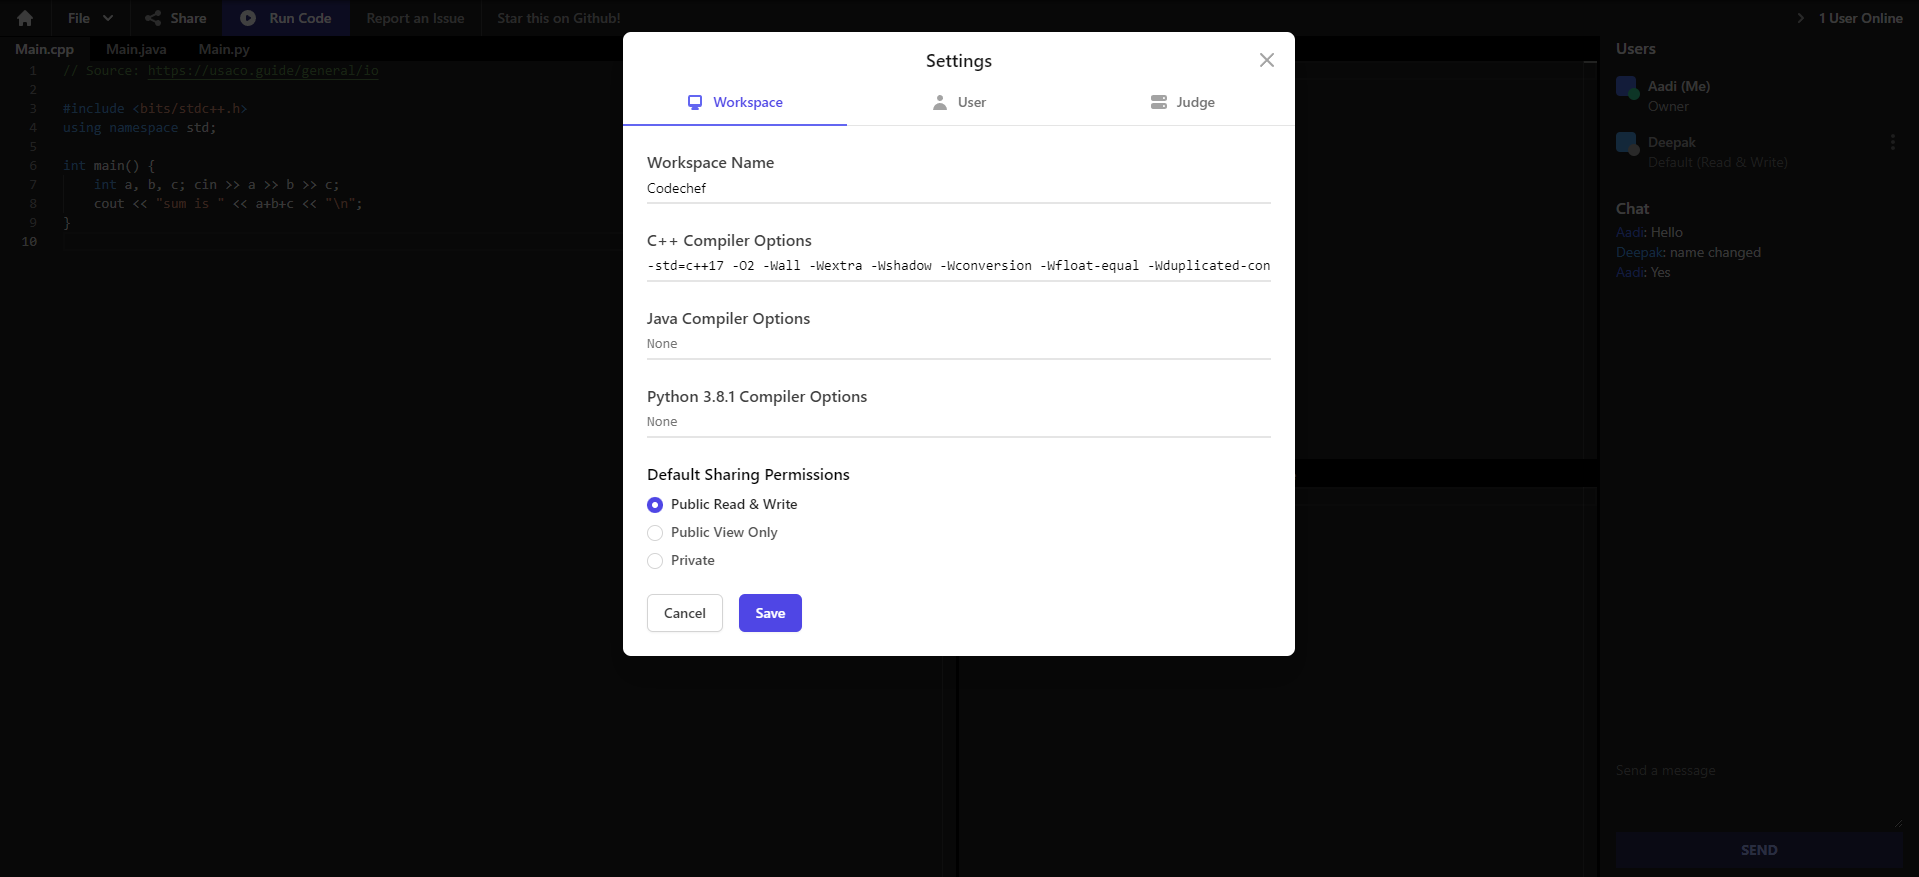 File
Share
Run Code
Report an Issue
Star this on Github!
1 User Online
Main.cpp
Main.java
Main.py
1 // Source: https://usaco.guide/general/io
2
3 #include <bits/stdc++.h>
4 using namespace std;
5
6 int main() {
7 int a, b, c; cin >> a >> b >> c;
8 cout << "sum is " << a+b+c << "\n";
9 }
10
Settings
Workspace
User
Judge
Workspace Name
Codechef
C++ Compiler Options
-std=c++17 -O2 -Wall -Wextra -Wshadow -Wconversion -Wfloat-equal -Wduplicated-con
Java Compiler Options
None
Python 3.8.1 Compiler Options
None
Default Sharing Permissions
Public Read & Write
Public View Only
Private
Cancel
Save
Users
Aadi (Me)
Owner
Deepak
Default (Read & Write)
Chat
Aadi: Hello
Deepak: name changed
Aadi: Yes
Send a message
SEND